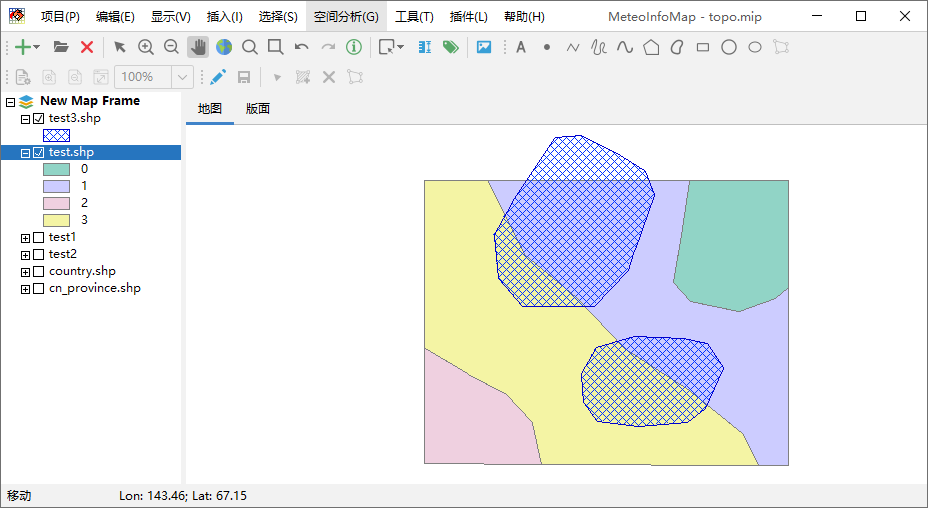 项目(P) 编辑(E) 显示(V) 插入(I) 选择(S) 空间分析(G) 工具(T) 插件(L) 帮助(H) MeteoInfoMap - topo.mip
A
100%
New Map Frame
地图 版面
test3.shp
test.shp
0
1
2
3
test1
test2
country.shp
cn_province.shp
移动 Lon: 143.46; Lat: 67.15